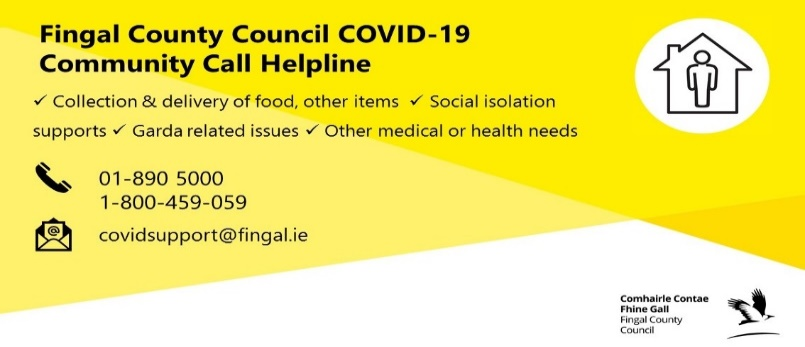 Fingal County Council COVID-19
Community Call Helpline
✓ Collection & delivery of food, other items ✓ Social isolation
supports ✓ Garda related issues ✓ Other medical or health needs
01-890 5000
1-800-459-059
@
covidsupport@fingal.ie
Comhairle Contae
Fhine Gall
Fingal County
Council